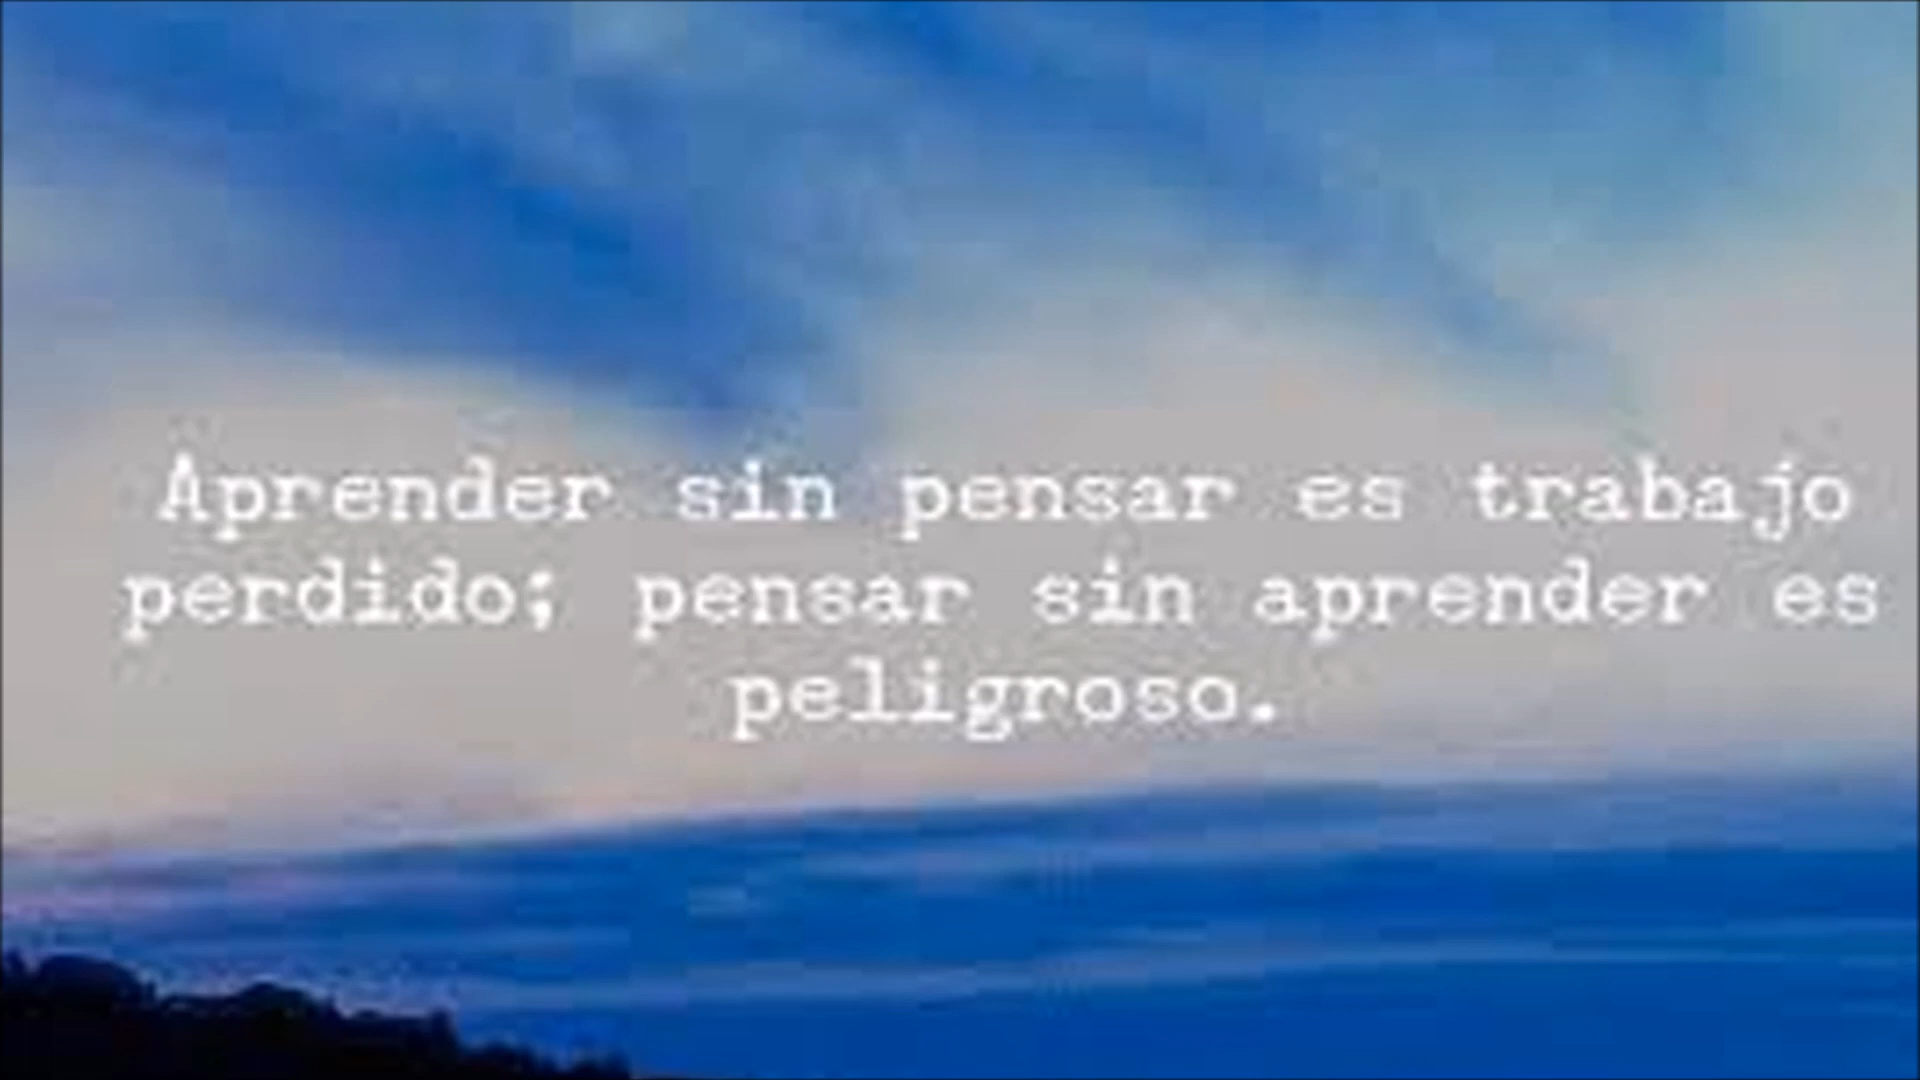 Aprender sin pensar es trabajo
perdido; pensar sin aprender es
peligroso.